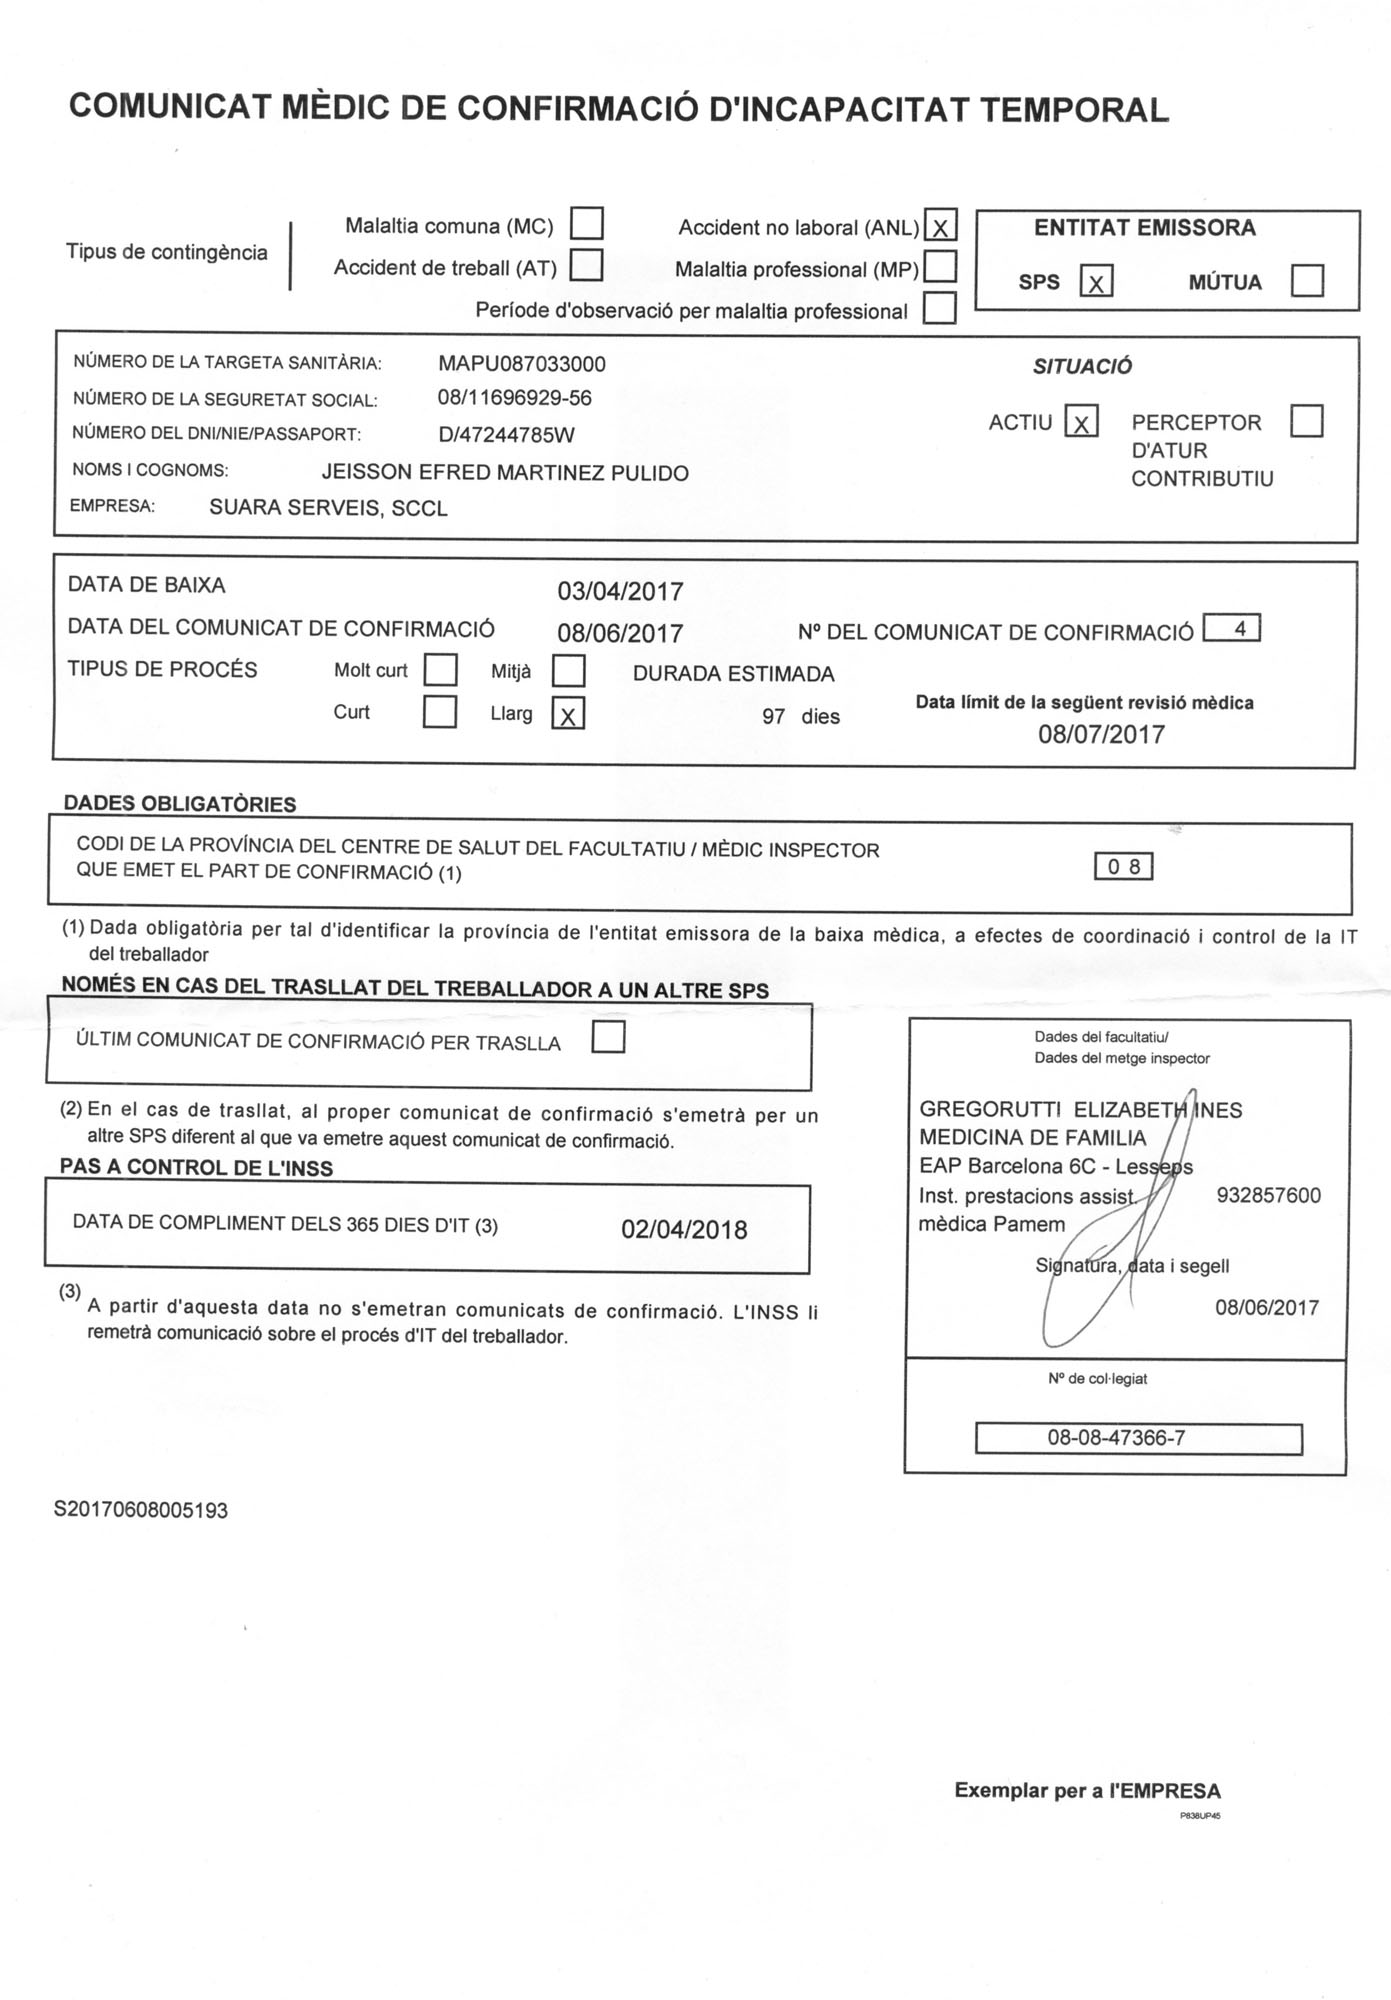 COMUNICAT MÈDIC DE CONFIRMACIÓ D'INCAPACITAT TEMPORAL
Tipus de contingència
Malaltia comuna (MC)
Accident no laboral (ANL) X
Accident de treball (AT)
Malaltia professional (MP)
Període d'observació per malaltia professional
ENTITAT EMISSORA
SPS X MÚTUA
NÚMERO DE LA TARGETA SANITÀRIA: MAPU087033000
NÚMERO DE LA SEGURETAT SOCIAL: 08/11696929-56
NÚMERO DEL DNI/NIE/PASSAPORT: D/47244785W
NOMS I COGNOMS: JEISSON EFRED MARTINEZ PULIDO
EMPRESA: SUARA SERVEIS, SCCL
SITUACIÓ
ACTIU X PERCEPTOR
D'ATUR
CONTRIBUTIU
DATA DE BAIXA 03/04/2017
DATA DEL COMUNICAT DE CONFIRMACIÓ 08/06/2017 Nº DEL COMUNICAT DE CONFIRMACIÓ 4
TIPUS DE PROCÉS Molt curt Mitjà DURADA ESTIMADA
Curt Llarg X 97 dies
Data límit de la següent revisió mèdica
08/07/2017
DADES OBLIGATÒRIES
CODI DE LA PROVÍNCIA DEL CENTRE DE SALUT DEL FACULTATIU / MÈDIC INSPECTOR
QUE EMET EL PART DE CONFIRMACIÓ (1) 0 8
(1) Dada obligatòria per tal d'identificar la província de l'entitat emissora de la baixa mèdica, a efectes de coordinació i control de la IT
del treballador
NOMÉS EN CAS DEL TRASLLAT DEL TREBALLADOR A UN ALTRE SPS
ÚLTIM COMUNICAT DE CONFIRMACIÓ PER TRASLLA
(2) En el cas de trasllat, al proper comunicat de confirmació s'emetrà per un
altre SPS diferent al que va emetre aquest comunicat de confirmació.
PAS A CONTROL DE L'INSS
DATA DE COMPLIMENT DELS 365 DIES D'IT (3) 02/04/2018
(3)
A partir d'aquesta data no s'emetran comunicats de confirmació. L'INSS li
remetrà comunicació sobre el procés d'IT del treballador.
Dades del facultatiu/
Dades del metge inspector
GREGORUTTI ELIZABETH INES
MEDICINA DE FAMILIA
EAP Barcelona 6C - Lesseps
Inst. prestacions assist. 932857600
mèdica Pamem
Signatura, data i segell
08/06/2017
Nº de col·legiat
08-08-47366-7
S20170608005193
Exemplar per a l'EMPRESA
P838UP45